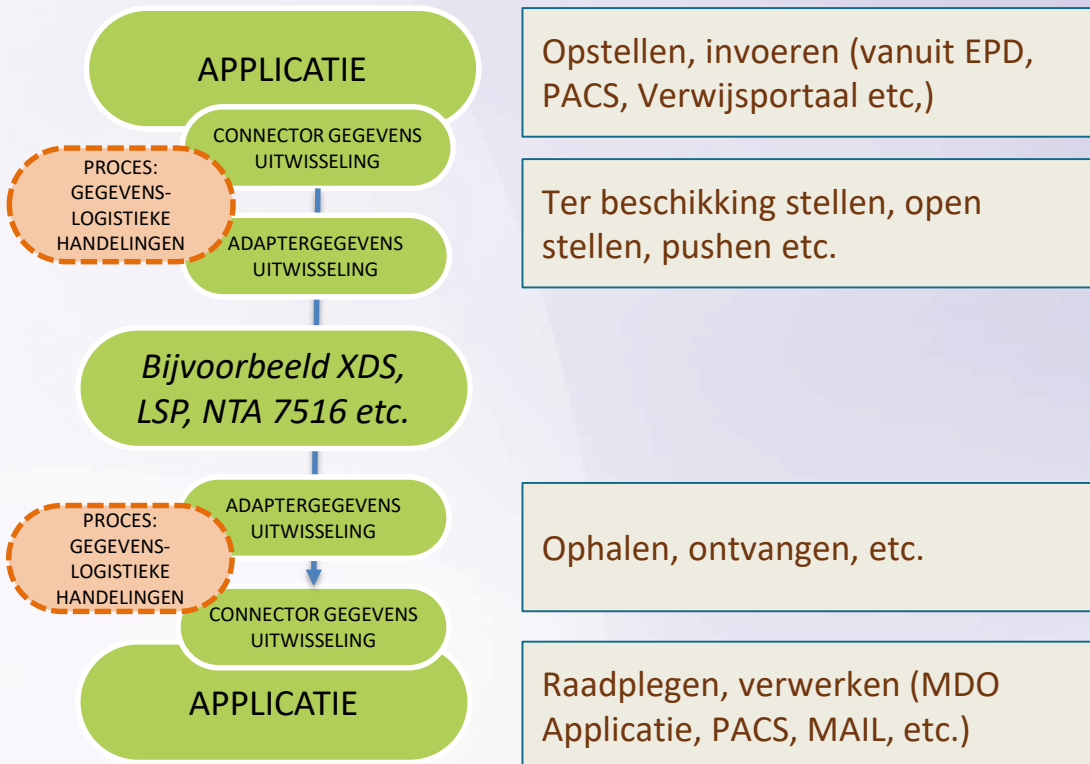 APPLICATIE
Opstellen, invoeren (vanuit EPD,
PACS, Verwijsportaal etc,)
CONNECTOR GEGEVENS
UITWISSELING
PROCES:
GEGEVENS-
LOGISTIEKE
HANDELINGEN
Ter beschikking stellen, open
stellen, pushen etc.
ADAPTERGEGEVENS
UITWISSELING
Bijvoorbeeld XDS,
LSP, NTA 7516 etc.
ADAPTERGEGEVENS
UITWISSELING
PROCES:
GEGEVENS-
LOGISTIEKE
HANDELINGEN
Ophalen, ontvangen, etc.
CONNECTOR GEGEVENS
UITWISSELING
APPLICATIE
Raadplegen, verwerken (MDO
Applicatie, PACS, MAIL, etc.)